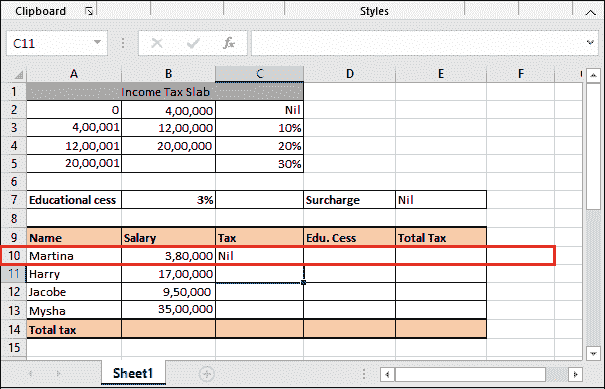 Clipboard Styles
C11
A B C D E F
1 Income Tax Slab
2 0 4,00,000 Nil
3 4,00,001 12,00,000 10%
4 12,00,001 20,00,000 20%
5 20,00,001 30%
6
7 Educational cess 3% Surcharge Nil
8
9 Name Salary Tax Edu. Cess Total Tax
10 Martina 3,80,000 Nil
11 Harry 17,00,000
12 Jacobe 9,50,000
13 Mysha 35,00,000
14 Total tax
15
Sheet1